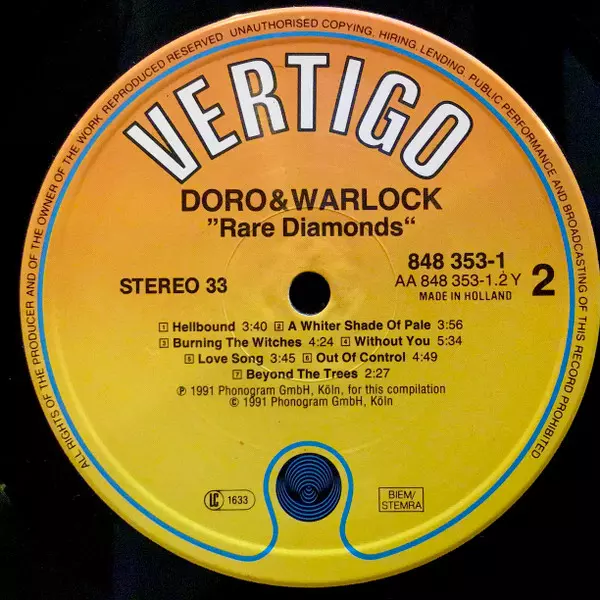 ALL RIGHTS OF THE PRODUCER AND OF THE OWNER OF THE WORK REPRODUCED RESERVED UNAUTHORISED COPYING, HIRING, LENDING, PUBLIC PERFORMANCE AND BROADCASTING OF THIS RECORD PROHIBITED
VERTIGO
DORO&WARLOCK
"Rare Diamonds“
STEREO 33
848 353-1
AA 848 353-1.2 Y
MADE IN HOLLAND
2
1 Hellbound 3:40 2 A Whiter Shade Of Pale 3:56
3 Burning The Witches 4:24 4 Without You 5:34
5 Love Song 3:45 6 Out Of Control 4:49
7 Beyond The Trees 2:27
℗ 1991 Phonogram GmbH, Köln, for this compilation
© 1991 Phonogram GmbH, Köln
LC 1633
BIEM/
STEMRA